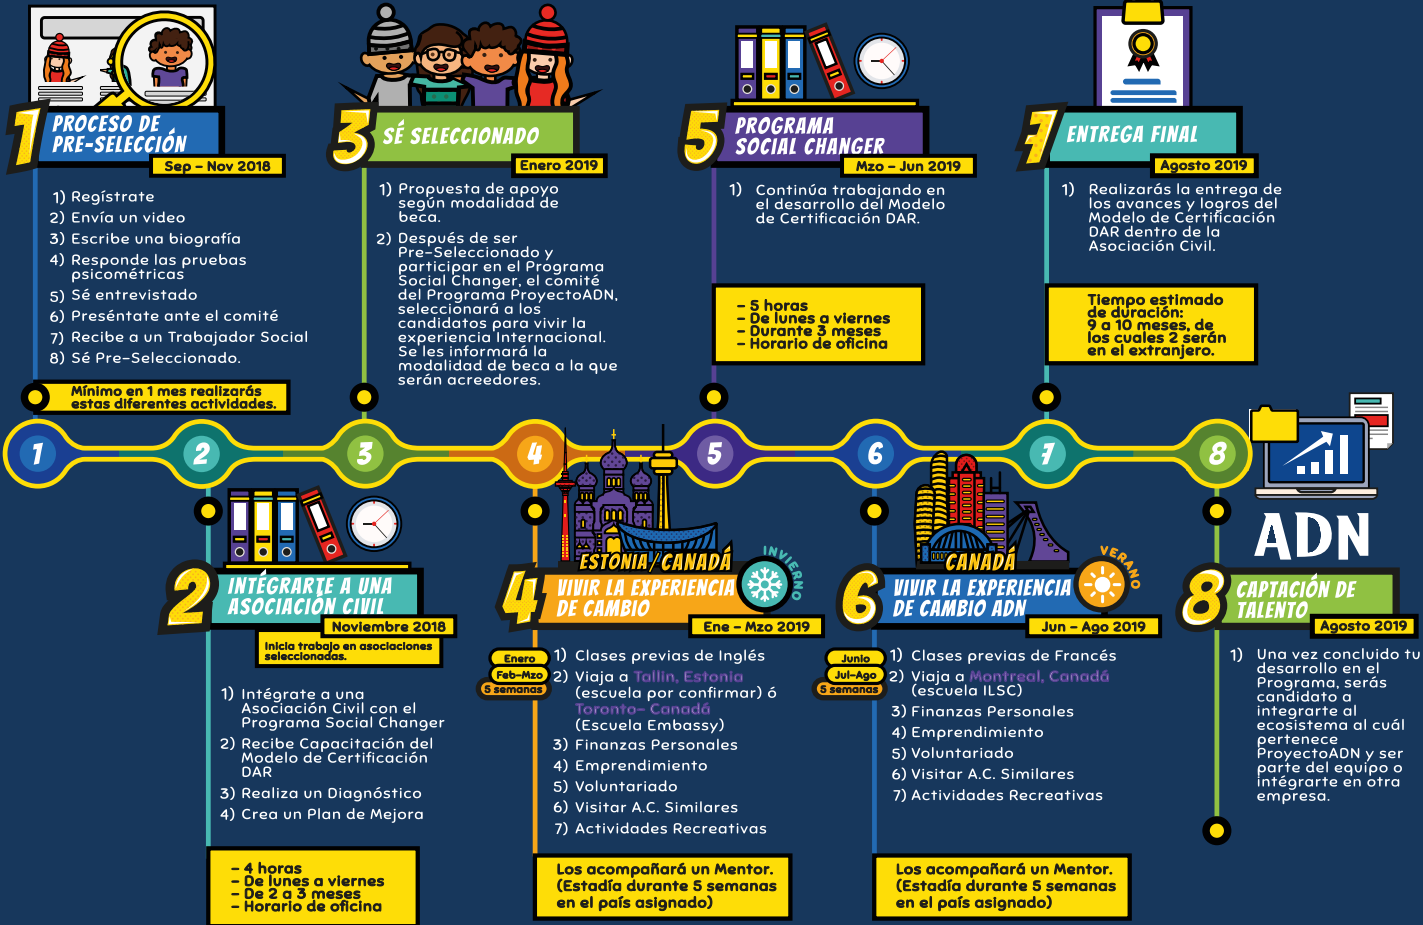 1
PROCESO DE
PRE-SELECCIÓN
Sep – Nov 2018
1) Regístrate
2) Envía un video
3) Escribe una biografía
4) Responde las pruebas
psicométricas
5) Sé entrevistado
6) Preséntate ante el comité
7) Recibe a un Trabajador Social
8) Sé Pre-Seleccionado.
Mínimo en 1 mes realizarás
estas diferentes actividades.
3
SÉ SELECCIONADO
Enero 2019
1) Propuesta de apoyo
según modalidad de
beca.
2) Después de ser
Pre-Seleccionado y
participar en el Programa
Social Changer, el comité
del Programa ProyectoADN,
seleccionará a los
candidatos para vivir la
experiencia Internacional.
Se les informará la
modalidad de beca a la que
serán acreedores.
5
PROGRAMA
SOCIAL CHANGER
Mzo – Jun 2019
1) Continúa trabajando en
el desarrollo del Modelo
de Certificación DAR.
– 5 horas
– De lunes a viernes
– Durante 3 meses
– Horario de oficina
7
ENTREGA FINAL
Agosto 2019
1) Realizarás la entrega de
los avances y logros del
Modelo de Certificación
DAR dentro de la
Asociación Civil.
Tiempo estimado
de duración:
9 a 10 meses, de
los cuales 2 serán
en el extranjero.
1 2 3 4 5 6 7 8
2
INTÉGRARTE A UNA
ASOCIACIÓN CIVIL
Noviembre 2018
Inicia trabajo en asociaciones
seleccionadas.
1) Intégrate a una
Asociación Civil con el
Programa Social Changer
2) Recibe Capacitación del
Modelo de Certificación
DAR
3) Realiza un Diagnóstico
4) Crea un Plan de Mejora
– 4 horas
– De lunes a viernes
– De 2 a 3 meses
– Horario de oficina
ESTONIA/CANADÁ
INVIERNO
4
VIVIR LA EXPERIENCIA
DE CAMBIO
Ene – Mzo 2019
Enero
Feb-Mzo
5 semanas
1) Clases previas de Inglés
2) Viaja a Tallin, Estonia
(escuela por confirmar) ó
Toronto- Canadá
(Escuela Embassy)
3) Finanzas Personales
4) Emprendimiento
5) Voluntariado
6) Visitar A.C. Similares
7) Actividades Recreativas
Los acompañará un Mentor.
(Estadía durante 5 semanas
en el país asignado)
CANADÁ
VERANO
6
VIVIR LA EXPERIENCIA
DE CAMBIO ADN
Jun – Ago 2019
Junio
Jul-Ago
5 semanas
1) Clases previas de Francés
2) Viaja a Montreal, Canadá
(escuela ILSC)
3) Finanzas Personales
4) Emprendimiento
5) Voluntariado
6) Visitar A.C. Similares
7) Actividades Recreativas
Los acompañará un Mentor.
(Estadía durante 5 semanas
en el país asignado)
ADN
8
CAPTACIÓN DE
TALENTO
Agosto 2019
1) Una vez concluido tu
desarrollo en el
Programa, serás
candidato a
integrarte al
ecosistema al cuál
pertenece
ProyectoADN y ser
parte del equipo o
intégrarte en otra
empresa.